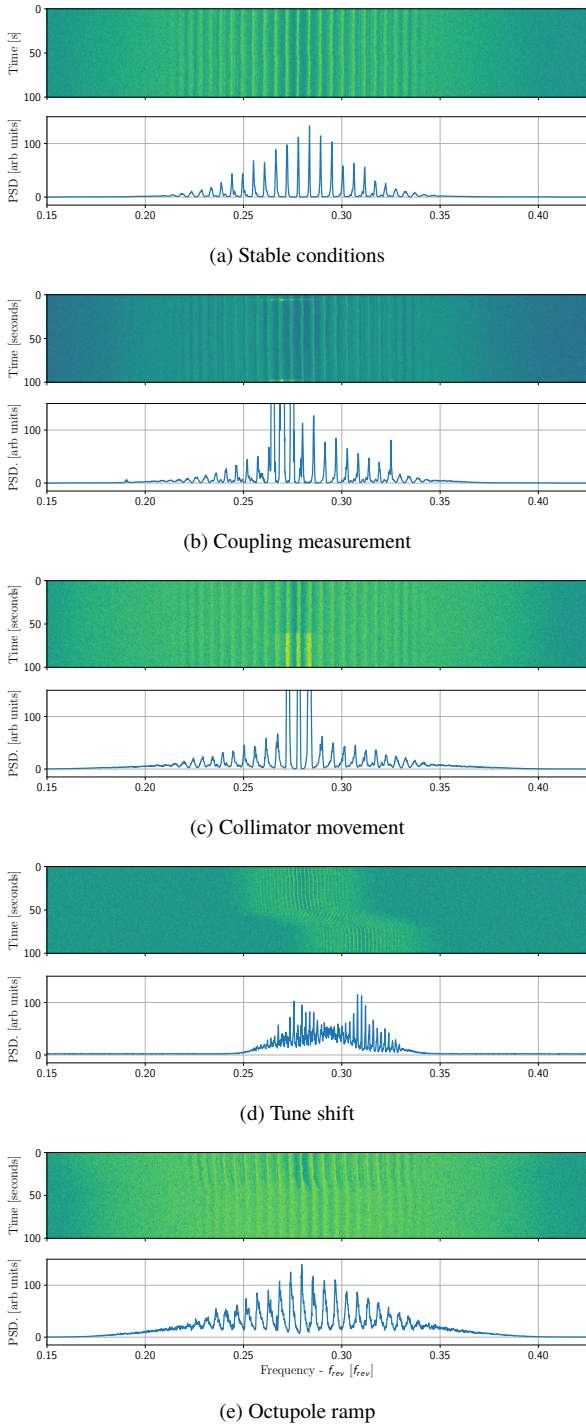 0
50
100
Time [s]
100
0
PSD [arb units]
0.15 0.20 0.25 0.30 0.35 0.40
(a) Stable conditions
0
50
100
Time [seconds]
100
0
PSD. [arb units]
0.15 0.20 0.25 0.30 0.35 0.40
(b) Coupling measurement
0
50
100
Time [seconds]
100
0
PSD. [arb units]
0.15 0.20 0.25 0.30 0.35 0.40
(c) Collimator movement
0
50
100
Time [seconds]
100
0
PSD. [arb units]
0.15 0.20 0.25 0.30 0.35 0.40
(d) Tune shift
0
50
100
Time [seconds]
100
0
PSD. [arb units]
0.15 0.20 0.25 0.30 0.35 0.40
Frequency - f_rev [f_rev]
(e) Octupole ramp